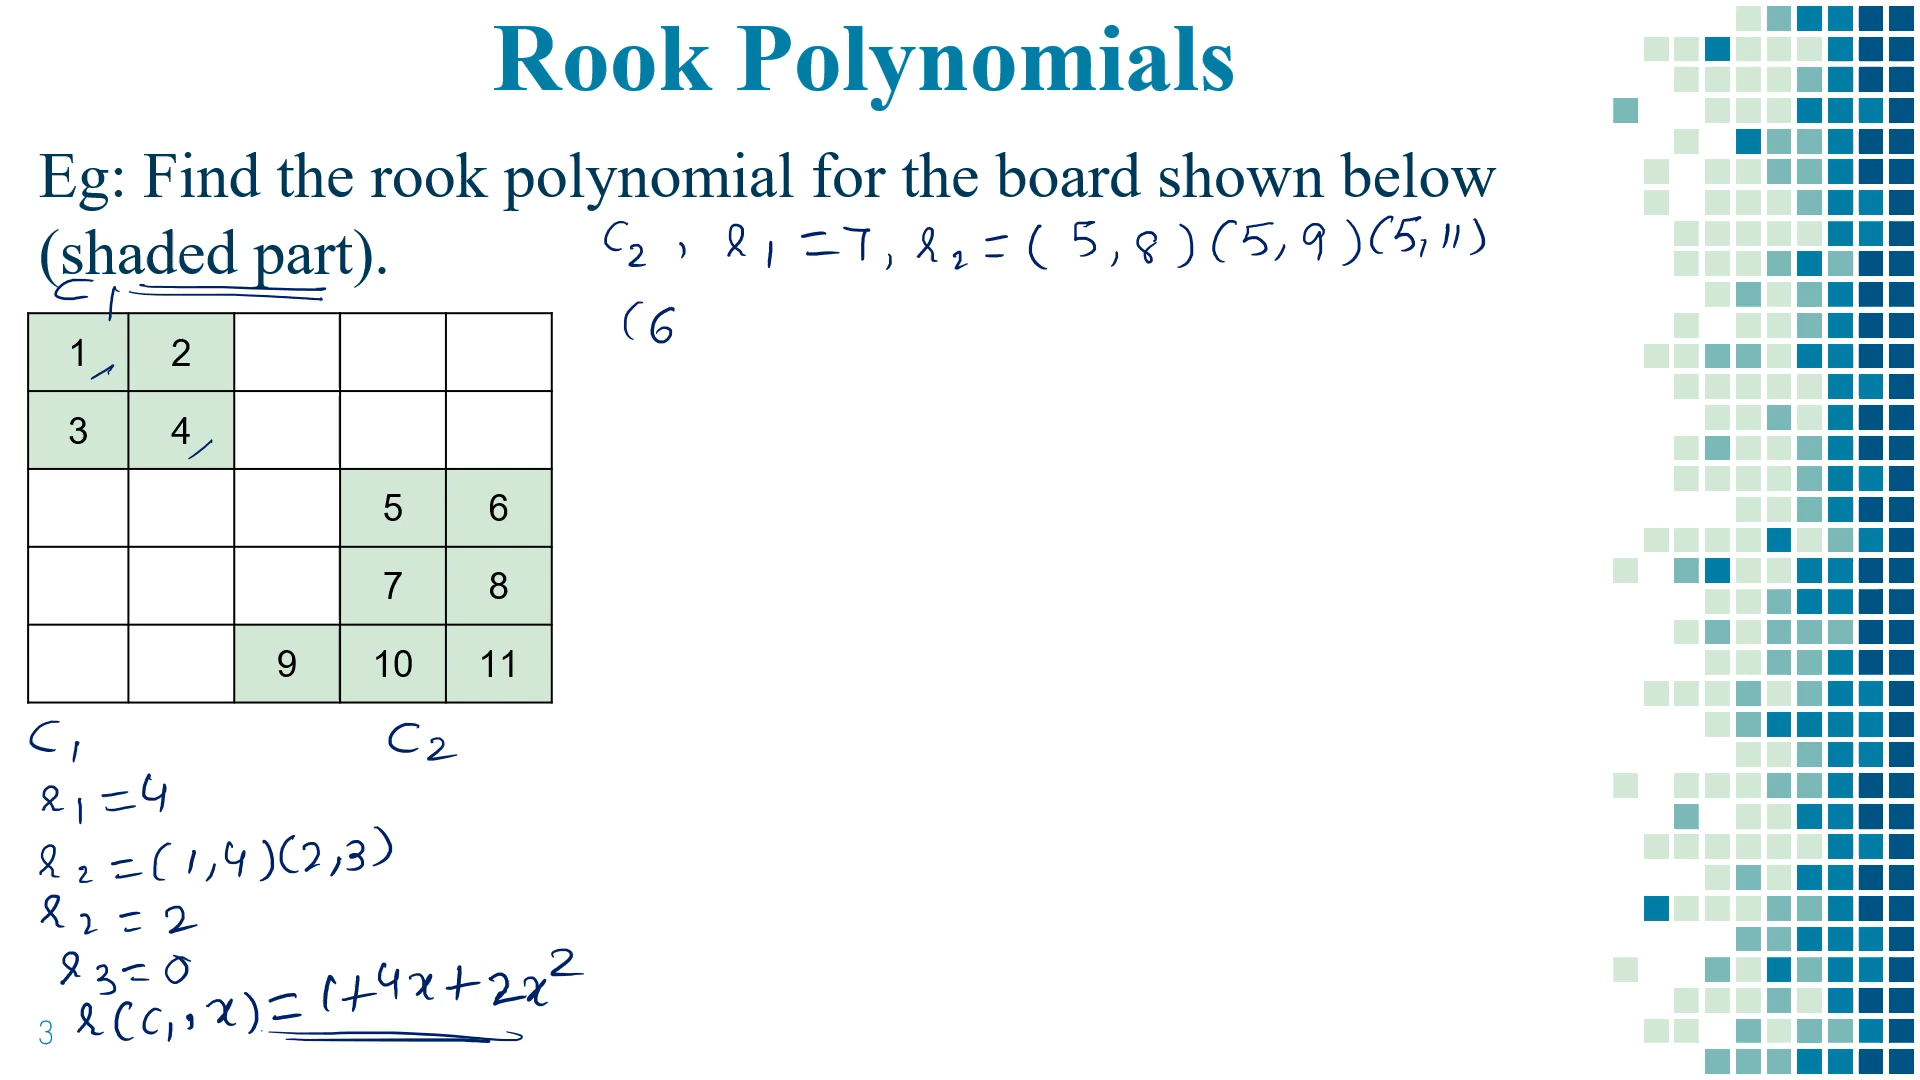 Rook Polynomials
Eg: Find the rook polynomial for the board shown below
(shaded part).
C2, r1 = 7, r2 = (5,8)(5,9)(5,11)
(6
C1
1 2
3 4
5 6
7 8
9 10 11
C1 C2
r1 = 4
r2 = (1,4)(2,3)
r2 = 2
r3 = 0
r(C1, x) = 1+4x+2x²
3